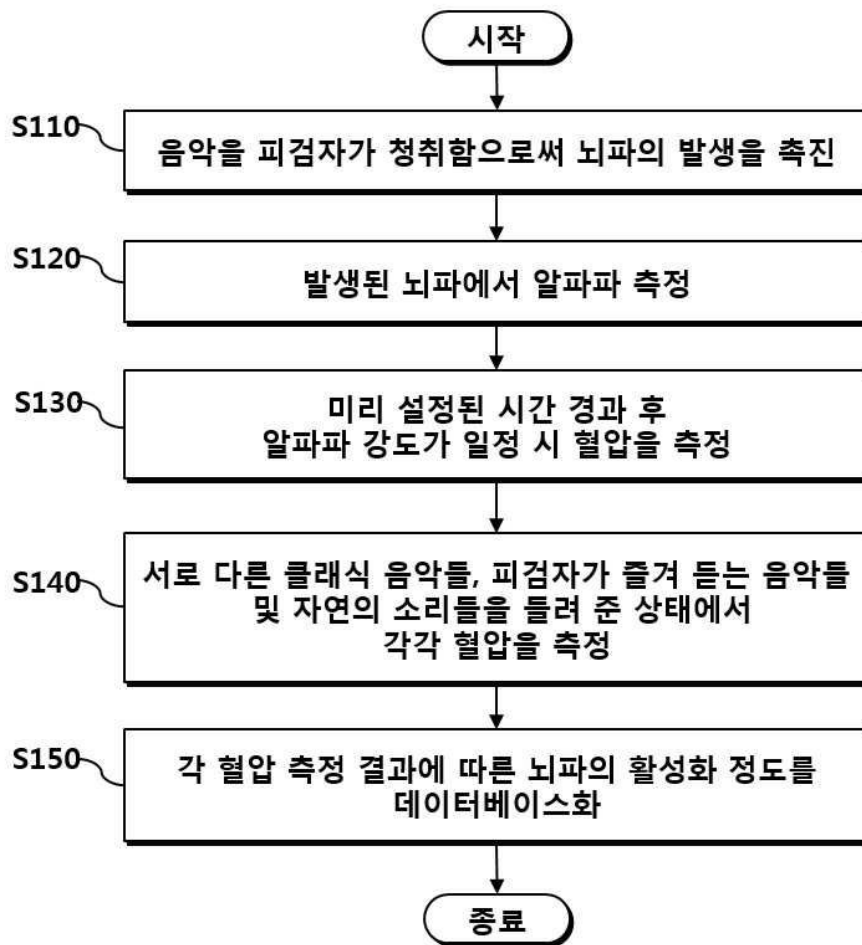 시작
S110
음악을 피검자가 청취함으로써 뇌파의 발생을 촉진
S120
발생된 뇌파에서 알파파 측정
S130
미리 설정된 시간 경과 후
알파파 강도가 일정 시 혈압을 측정
S140
서로 다른 클래식 음악들, 피검자가 즐겨 듣는 음악들
및 자연의 소리들을 들려 준 상태에서
각각 혈압을 측정
S150
각 혈압 측정 결과에 따른 뇌파의 활성화 정도를
데이터베이스화
종료